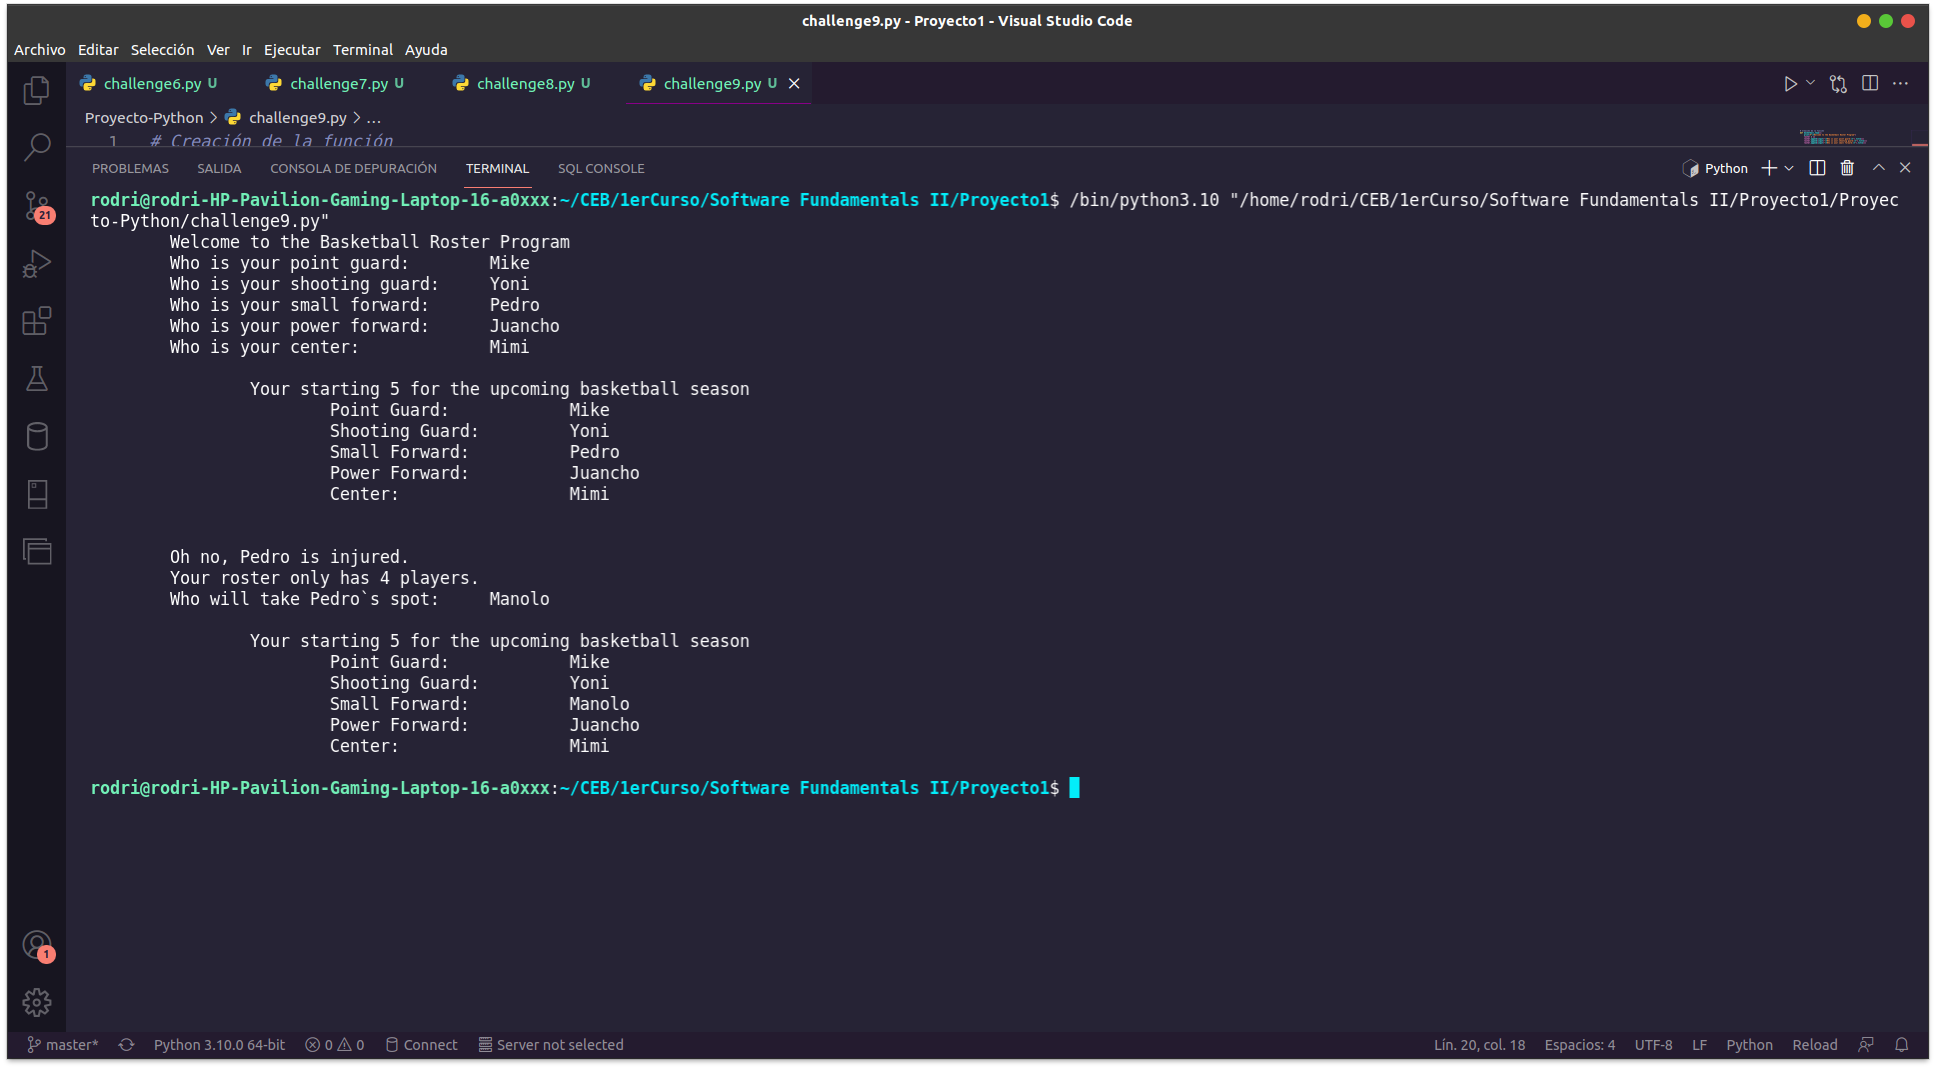 challenge9.py - Proyecto1 - Visual Studio Code
Archivo Editar Selección Ver Ir Ejecutar Terminal Ayuda
challenge6.py U challenge7.py U challenge8.py U challenge9.py U
Proyecto-Python > challenge9.py > ...
1 # Creación de la función
PROBLEMAS SALIDA CONSOLA DE DEPURACIÓN TERMINAL SQL CONSOLE Python
rodri@rodri-HP-Pavilion-Gaming-Laptop-16-a0xxx:~/CEB/1erCurso/Software Fundamentals II/Proyecto1$ /bin/python3.10 "/home/rodri/CEB/1erCurso/Software Fundamentals II/Proyecto1/Proyec
to-Python/challenge9.py"
Welcome to the Basketball Roster Program
Who is your point guard: Mike
Who is your shooting guard: Yoni
Who is your small forward: Pedro
Who is your power forward: Juancho
Who is your center: Mimi
Your starting 5 for the upcoming basketball season
Point Guard: Mike
Shooting Guard: Yoni
Small Forward: Pedro
Power Forward: Juancho
Center: Mimi
Oh no, Pedro is injured.
Your roster only has 4 players.
Who will take Pedro`s spot: Manolo
Your starting 5 for the upcoming basketball season
Point Guard: Mike
Shooting Guard: Yoni
Small Forward: Manolo
Power Forward: Juancho
Center: Mimi
rodri@rodri-HP-Pavilion-Gaming-Laptop-16-a0xxx:~/CEB/1erCurso/Software Fundamentals II/Proyecto1$
21
1
master* Python 3.10.0 64-bit 0 0 Connect Server not selected Lín. 20, col. 18 Espacios: 4 UTF-8 LF Python Reload